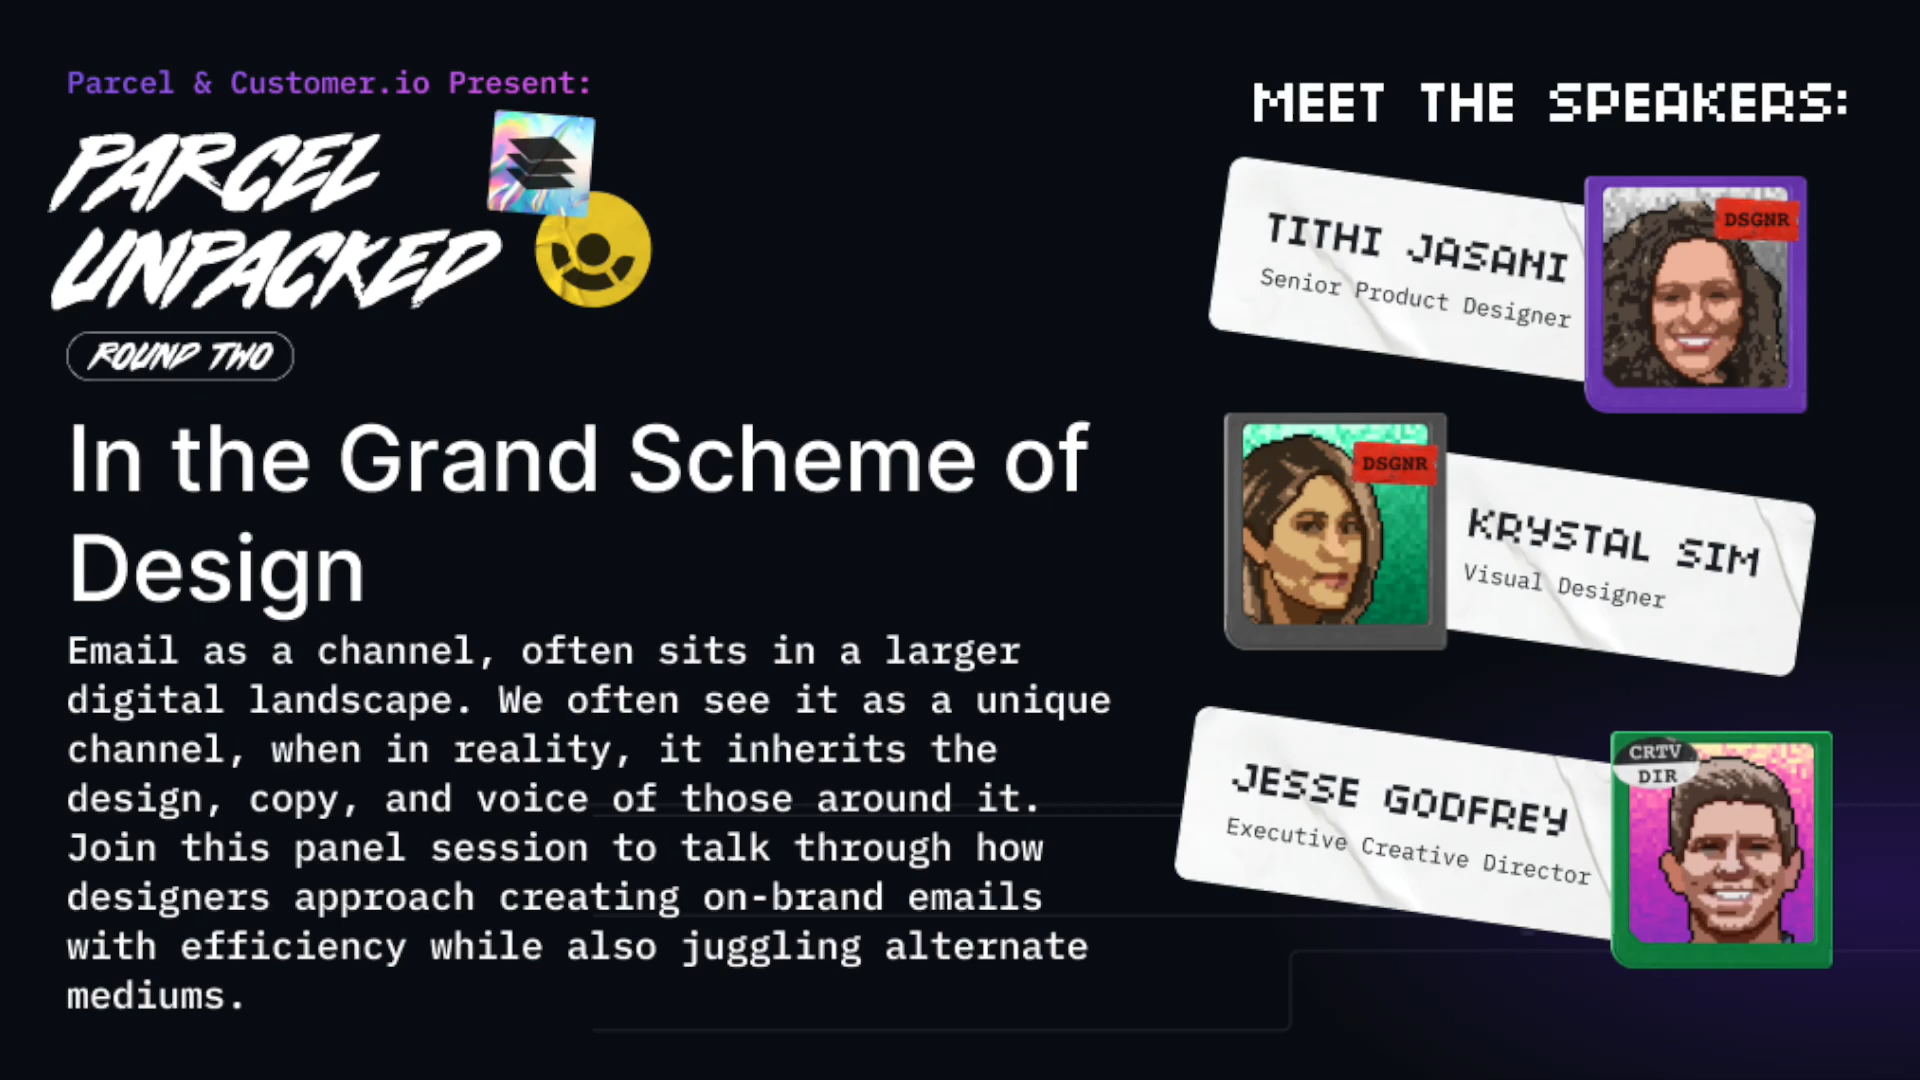 Parcel & Customer.io Present:
PARCEL
UNPACKED
ROUND TWO
In the Grand Scheme of
Design
Email as a channel, often sits in a larger
digital landscape. We often see it as a unique
channel, when in reality, it inherits the
design, copy, and voice of those around it.
Join this panel session to talk through how
designers approach creating on-brand emails
with efficiency while also juggling alternate
mediums.
MEET THE SPEAKERS:
TITHI JASANI
Senior Product Designer
DSGNR
DSGNR
KRYSTAL SIM
Visual Designer
JESSE GODFREY
Executive Creative Director
CRTV
DIR